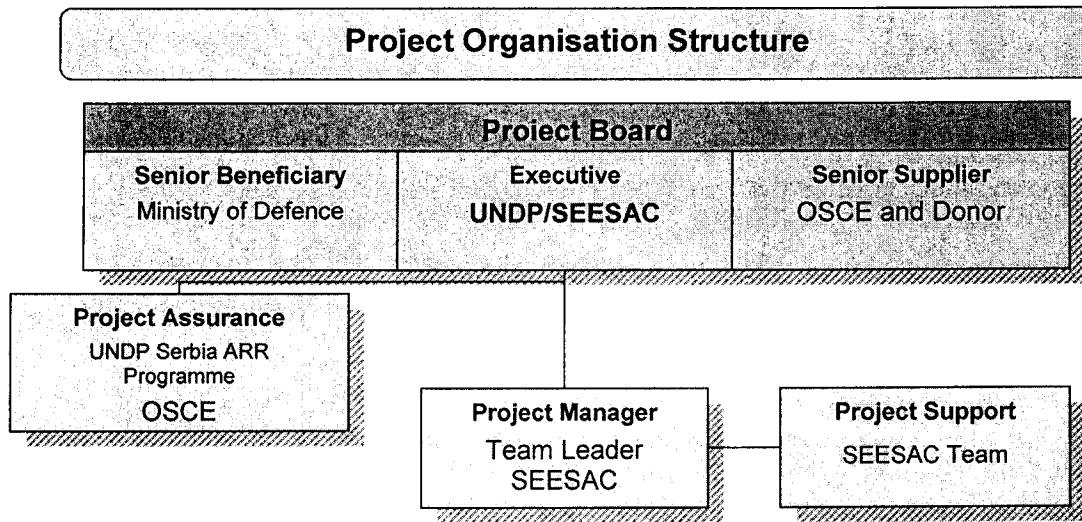 Project Organisation Structure
Project Board
Senior Beneficiary
Ministry of Defence
Executive
UNDP/SEESAC
Senior Supplier
OSCE and Donor
Project Assurance
UNDP Serbia ARR
Programme
OSCE
Project Manager
Team Leader
SEESAC
Project Support
SEESAC Team